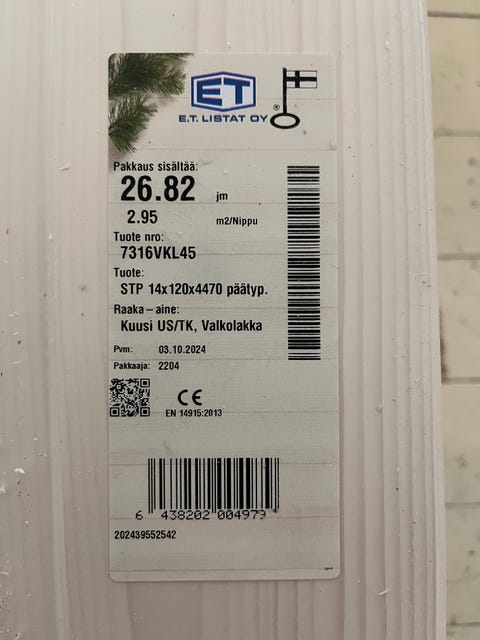 ET
E.T. LISTAT OY ®
Pakkaus sisältää:
26.82 jm
2.95 m2/Nippu
Tuote nro:
7316VKL45
Tuote:
STP 14x120x4470 päätyp.
Raaka-aine:
Kuusi US/TK, Valkolakka
Pvm: 03.10.2024
Pakkaaja: 2204
CE
EN 14915:2013
6 438202 004979
202439552542